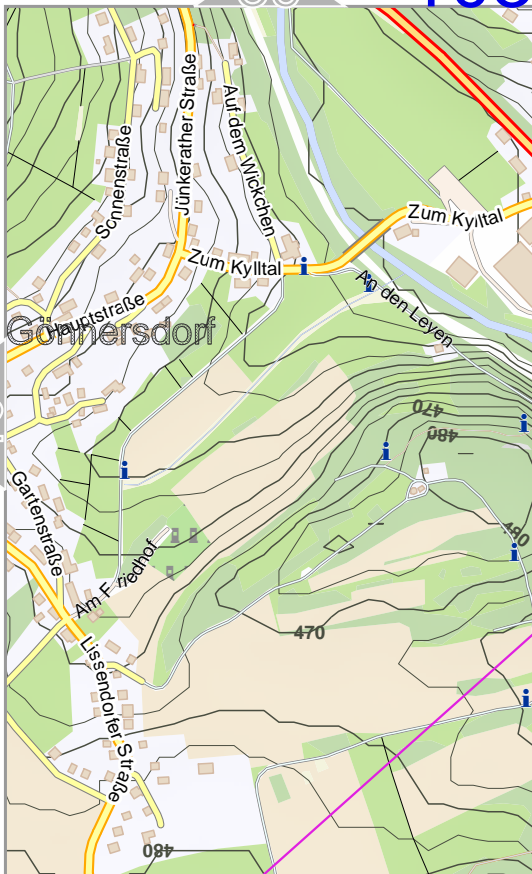 Jünkerather Straße
Auf dem Wickchen
Sonnenstraße
Zum Kylltal
Zum Kylltal
An den Leyen
Hauptstraße
Gönnersdorf
470
480
Gartenstraße
480
Am Friedhof
470
Lissendorfer Straße
480